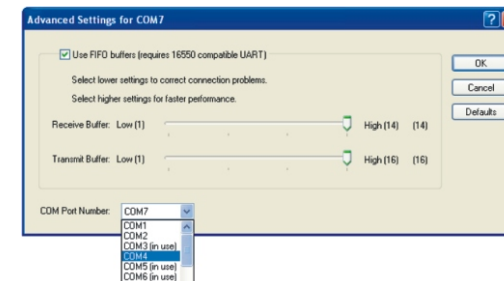 Advanced Settings for COM7
Use FIFO buffers (requires 16550 compatible UART)
OK
Select lower settings to correct connection problems.
Cancel
Select higher settings for faster performance.
Defaults
Receive Buffer: Low (1) High (14) (14)
Transmit Buffer: Low (1) High (16) (16)
COM Port Number: COM7
COM1
COM2
COM3 (in use)
COM4
COM5 (in use)
COM6 (in use)